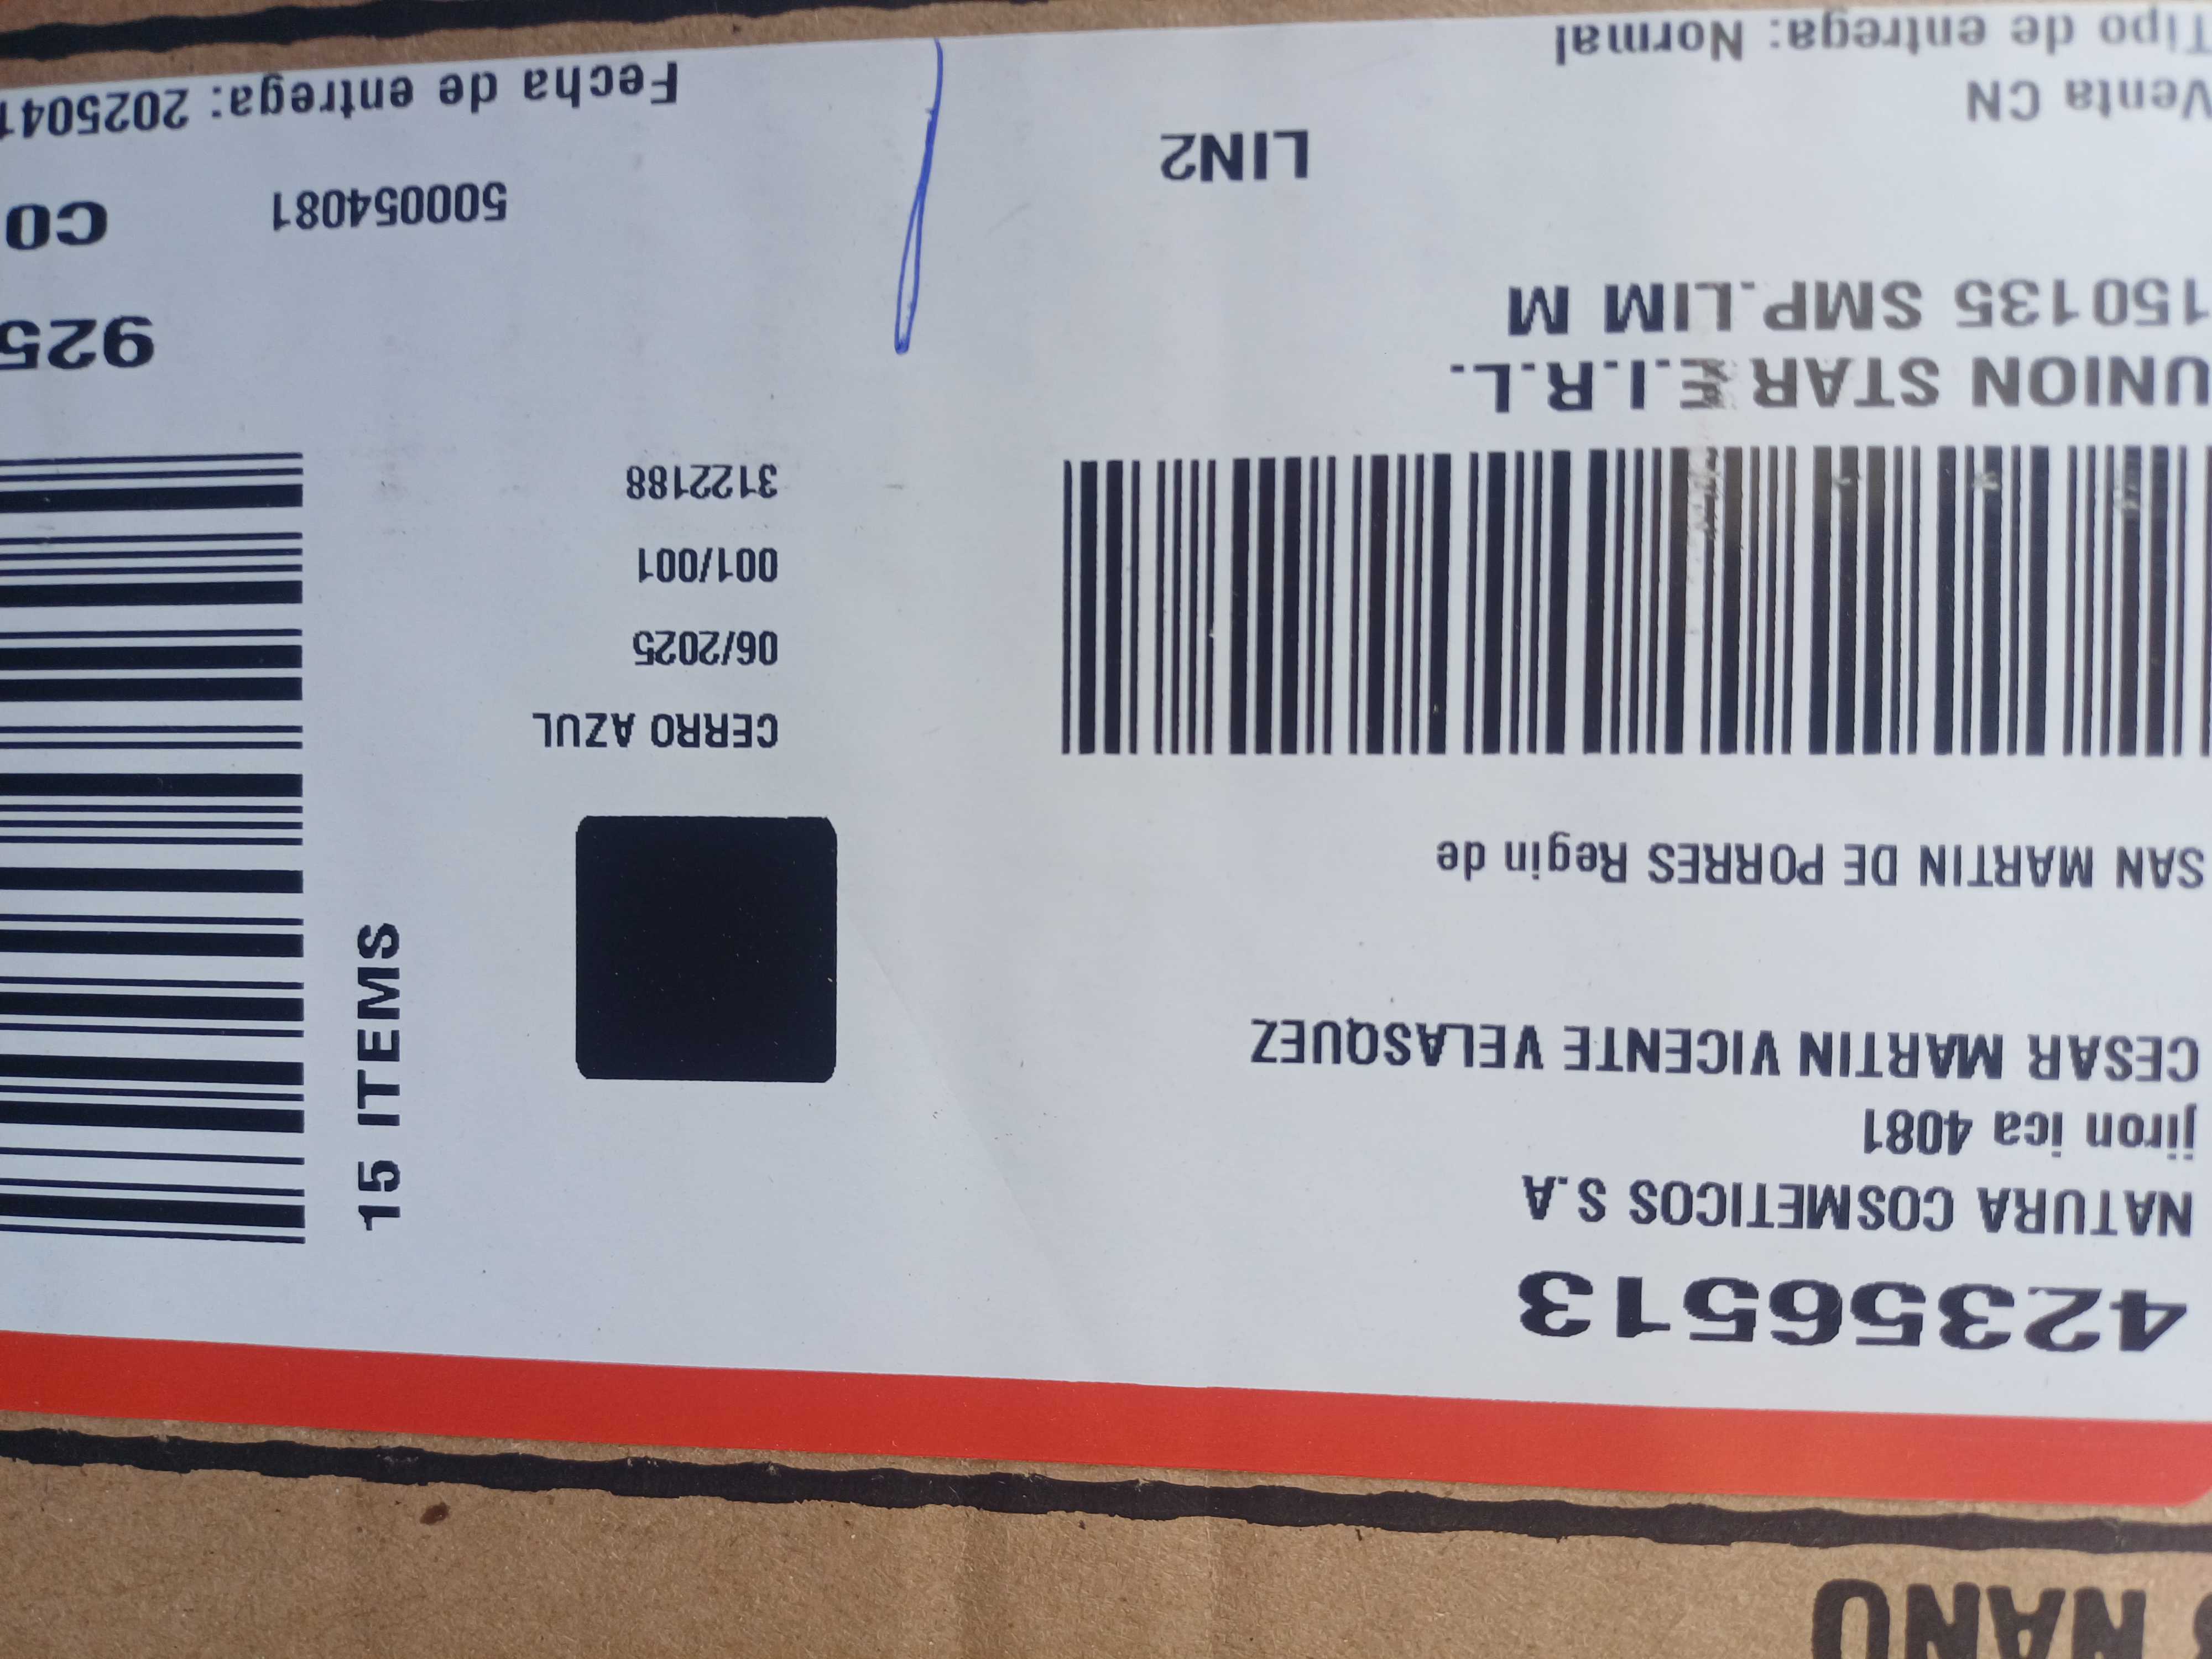 NANO
42356513
NATURA COSMETICOS S.A
jiron ica 4081
CESAR MARTIN VICENTE VELASQUEZ
SAN MARTIN DE PORRES Regin de
UNION STAR E.I.R.L.
150135 SMP.LIM M
LIN2
Venta CN
Tipo de entrega: Normal
15 ITEMS
CERRO AZUL
06/2025
001/001
3122188
925
500054081
CO
Fecha de entrega: 2025041